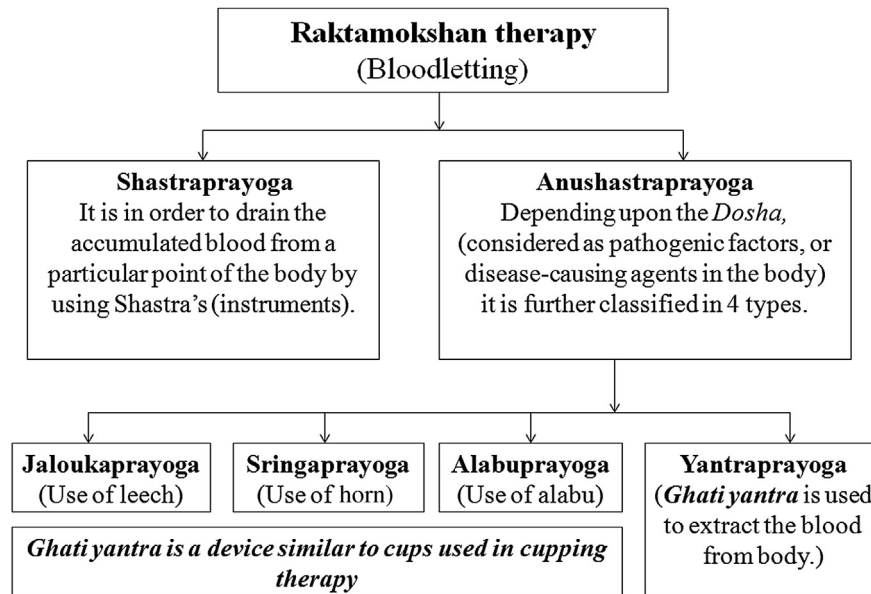 Raktamokshan therapy
(Bloodletting)
Shastraprayoga
It is in order to drain the
accumulated blood from a
particular point of the body by
using Shastra's (instruments).
Anushastraprayoga
Depending upon the Dosha,
(considered as pathogenic factors, or
disease-causing agents in the body)
it is further classified in 4 types.
Jaloukaprayoga
(Use of leech)
Sringaprayoga
(Use of horn)
Alabuprayoga
(Use of alabu)
Yantraprayoga
(Ghati yantra is used
to extract the blood
from body.)
Ghati yantra is a device similar to cups used in cupping
therapy